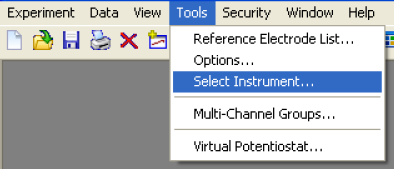 Experiment Data View Tools Security Window Help
Reference Electrode List...
Options...
Select Instrument...
Multi-Channel Groups...
Virtual Potentiostat...